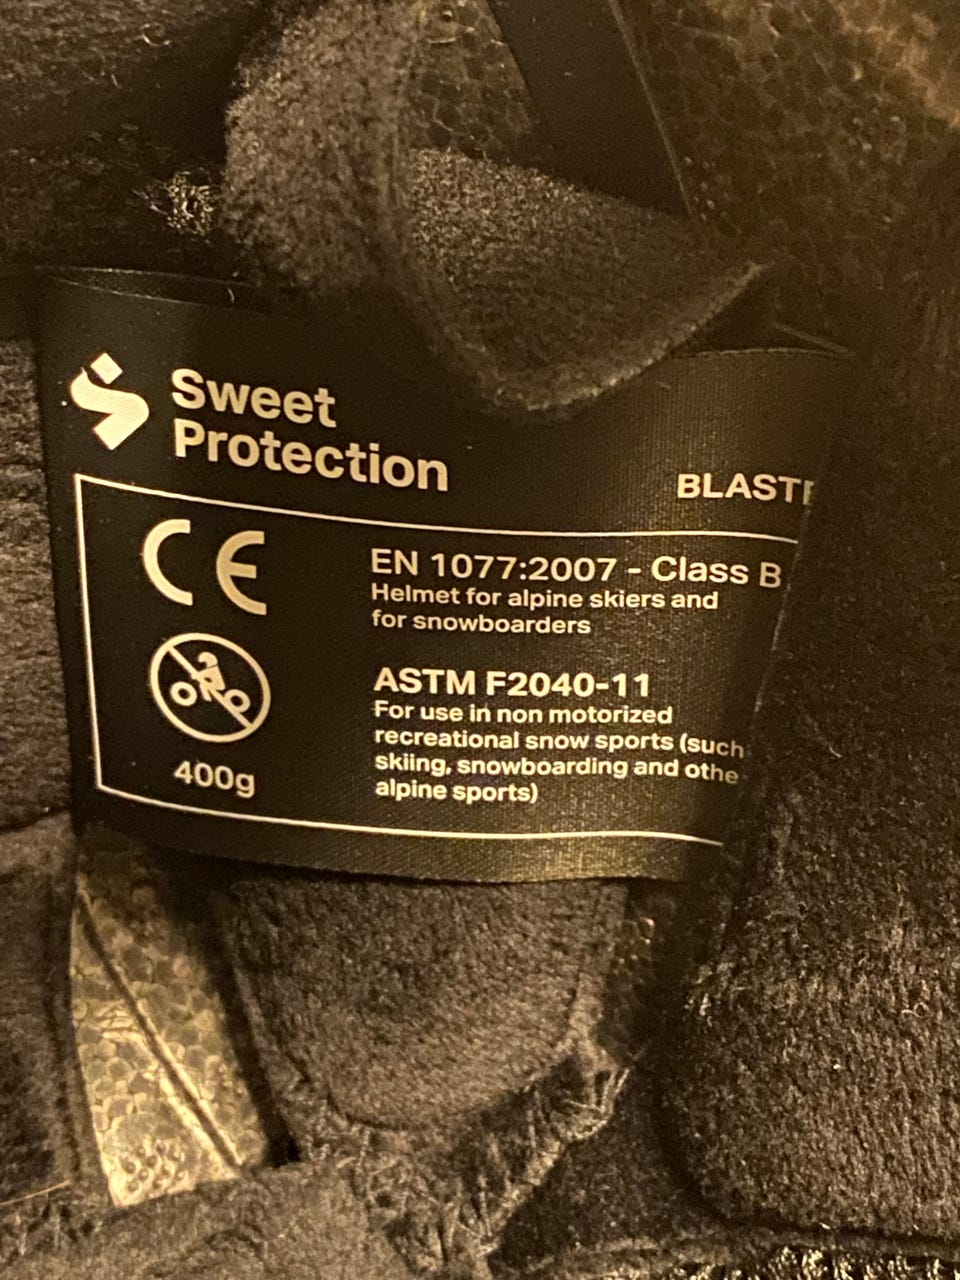 Sweet
Protection
BLAST
CE
EN 1077:2007 - Class B
Helmet for alpine skiers and
for snowboarders
ASTM F2040-11
For use in non motorized
recreational snow sports (such
skiing, snowboarding and othe
alpine sports)
400g